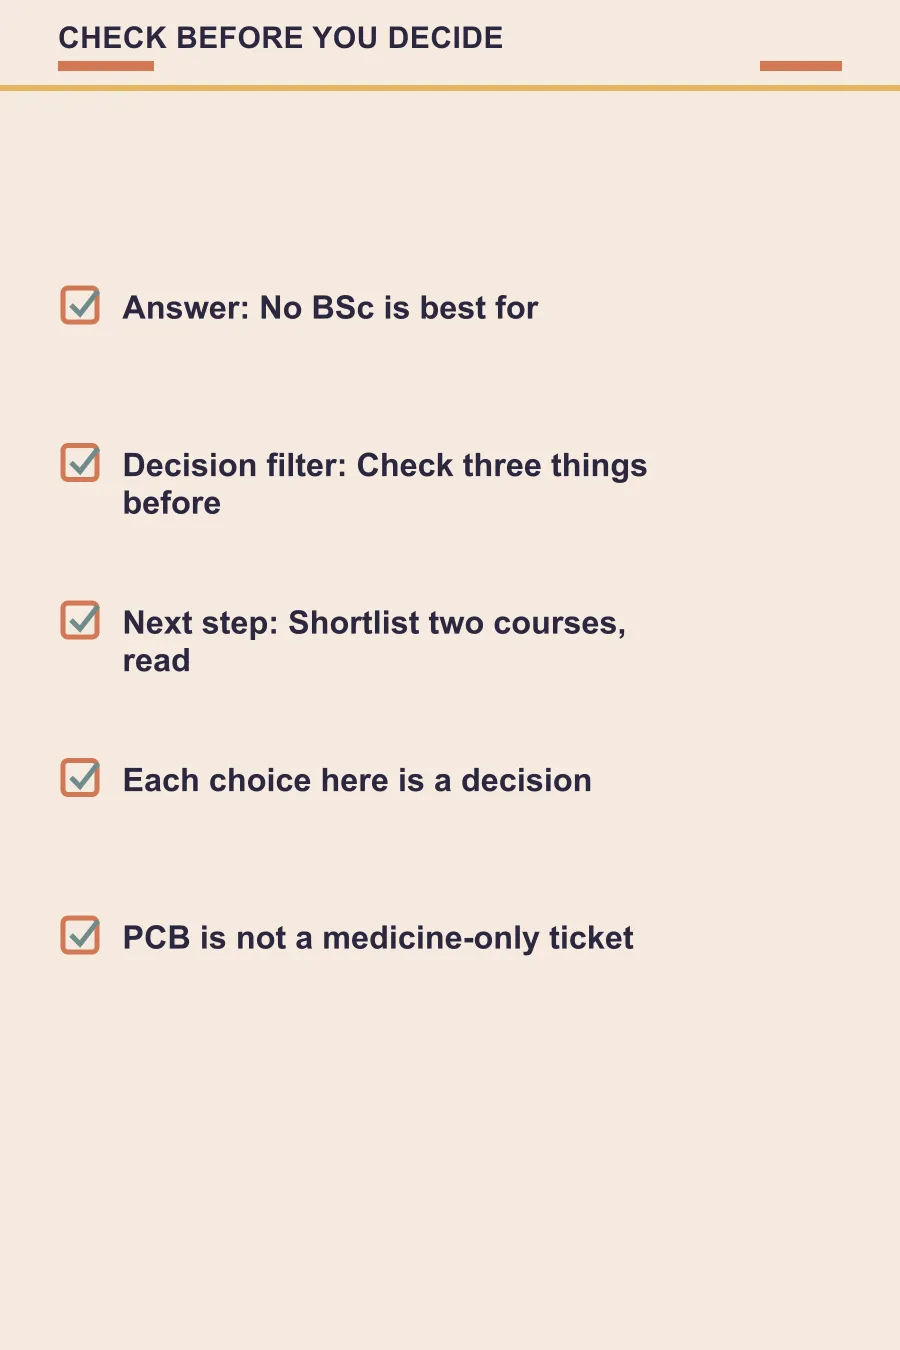 CHECK BEFORE YOU DECIDE
Answer: No BSc is best for
Decision filter: Check three things
before
Next step: Shortlist two courses,
read
Each choice here is a decision
PCB is not a medicine-only ticket